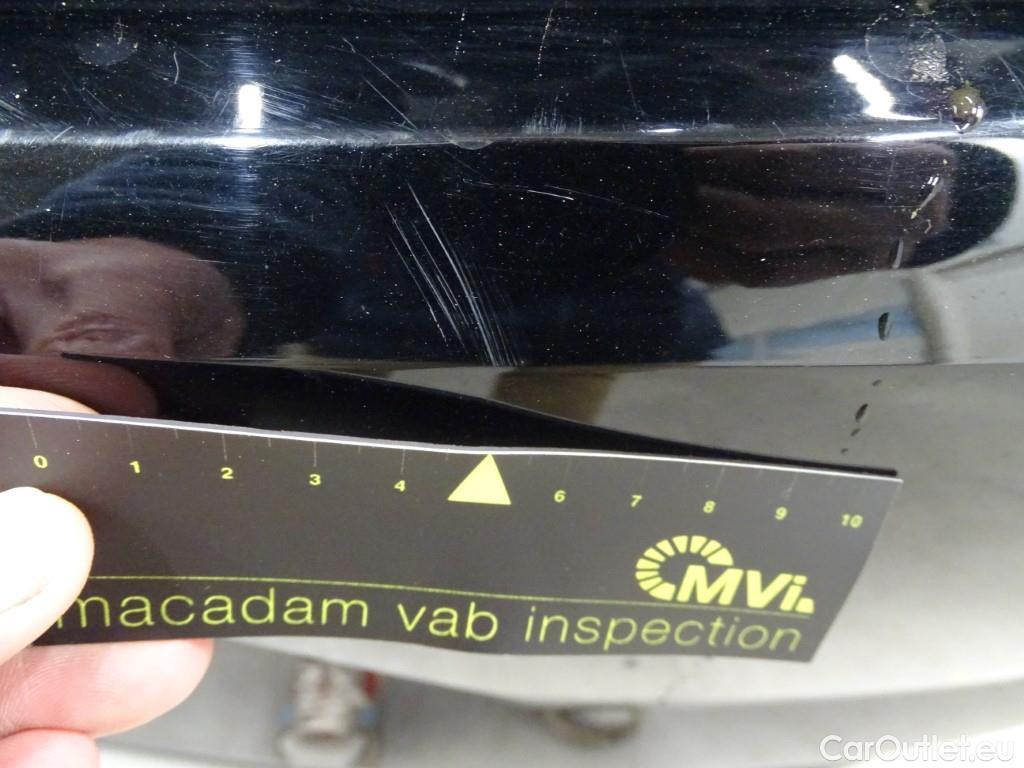 0 1 2 3 4 6 7 8 9 10
MVi
macadam vab inspection
CarOutlet.eu